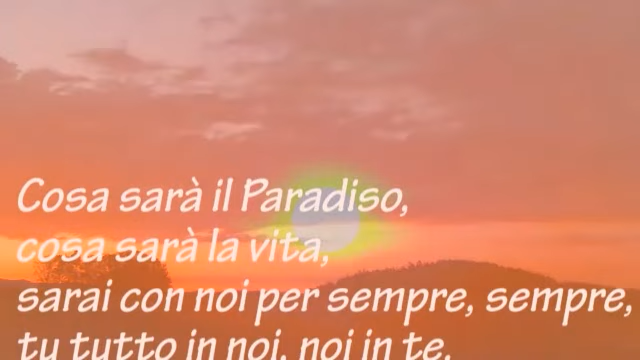 Cosa sarà il Paradiso,
cosa sarà la vita,
sarai con noi per sempre, sempre,
tu tutto in noi, noi in te.